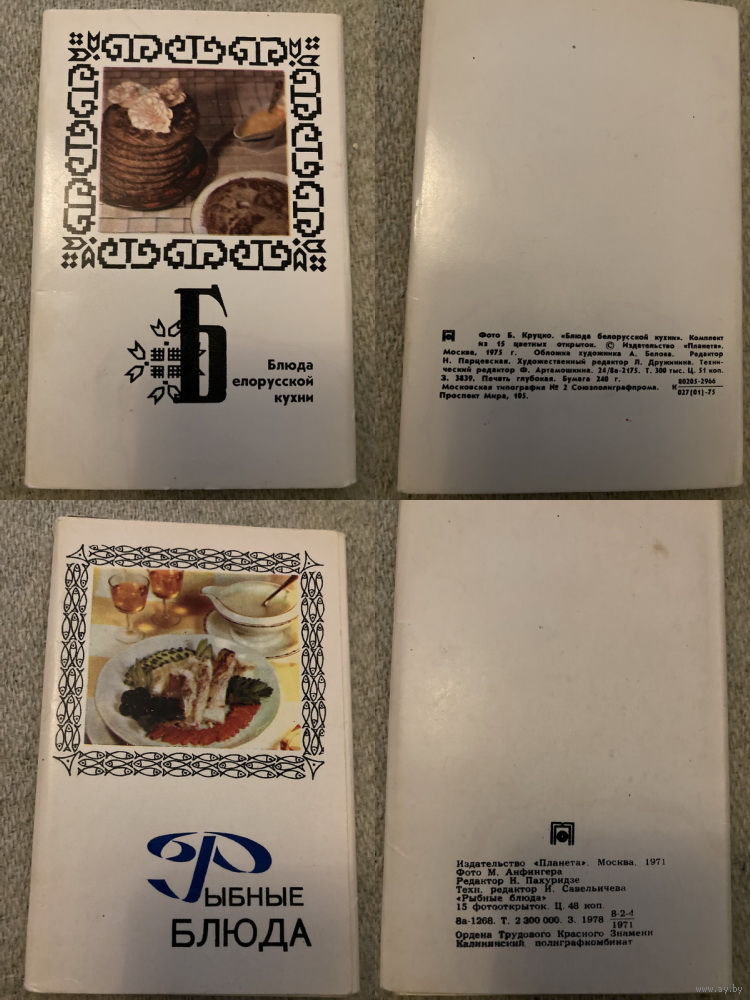 Блюда
Белорусской
кухни
Фото Б. Круцко. «Блюда белорусской кухни». Комплект
из 15 цветных открыток. © Издательство «Планета».
Москва, 1975 г. Обложка художника А. Белова. Редактор
Н. Парцевская. Художественный редактор Л. Дружинина. Техни-
ческий редактор Ф. Артамошкина. 24/8а-2175. Т. 300 тыс. Ц. 51 коп.
З. 3839. Печать глубокая. Бумага 240 г.
Московская типография № 2 Союзполиграфпрома.
Проспект Мира, 105.
К 80205-2966
027(01)-75
Рыбные
БЛЮДА
Издательство «Планета». Москва, 1971
Фото М. Анфингера
Редактор Н. Пахуридзе
Техн. редактор И. Савельичева
«Рыбные блюда»
15 фотооткрыток. Ц. 48 коп.
8а-1268. Т. 2 300 000. З. 1978 8-2-4
1971
Ордена Трудового Красного Знамени
Калининский полиграфкомбинат
www.ay.by